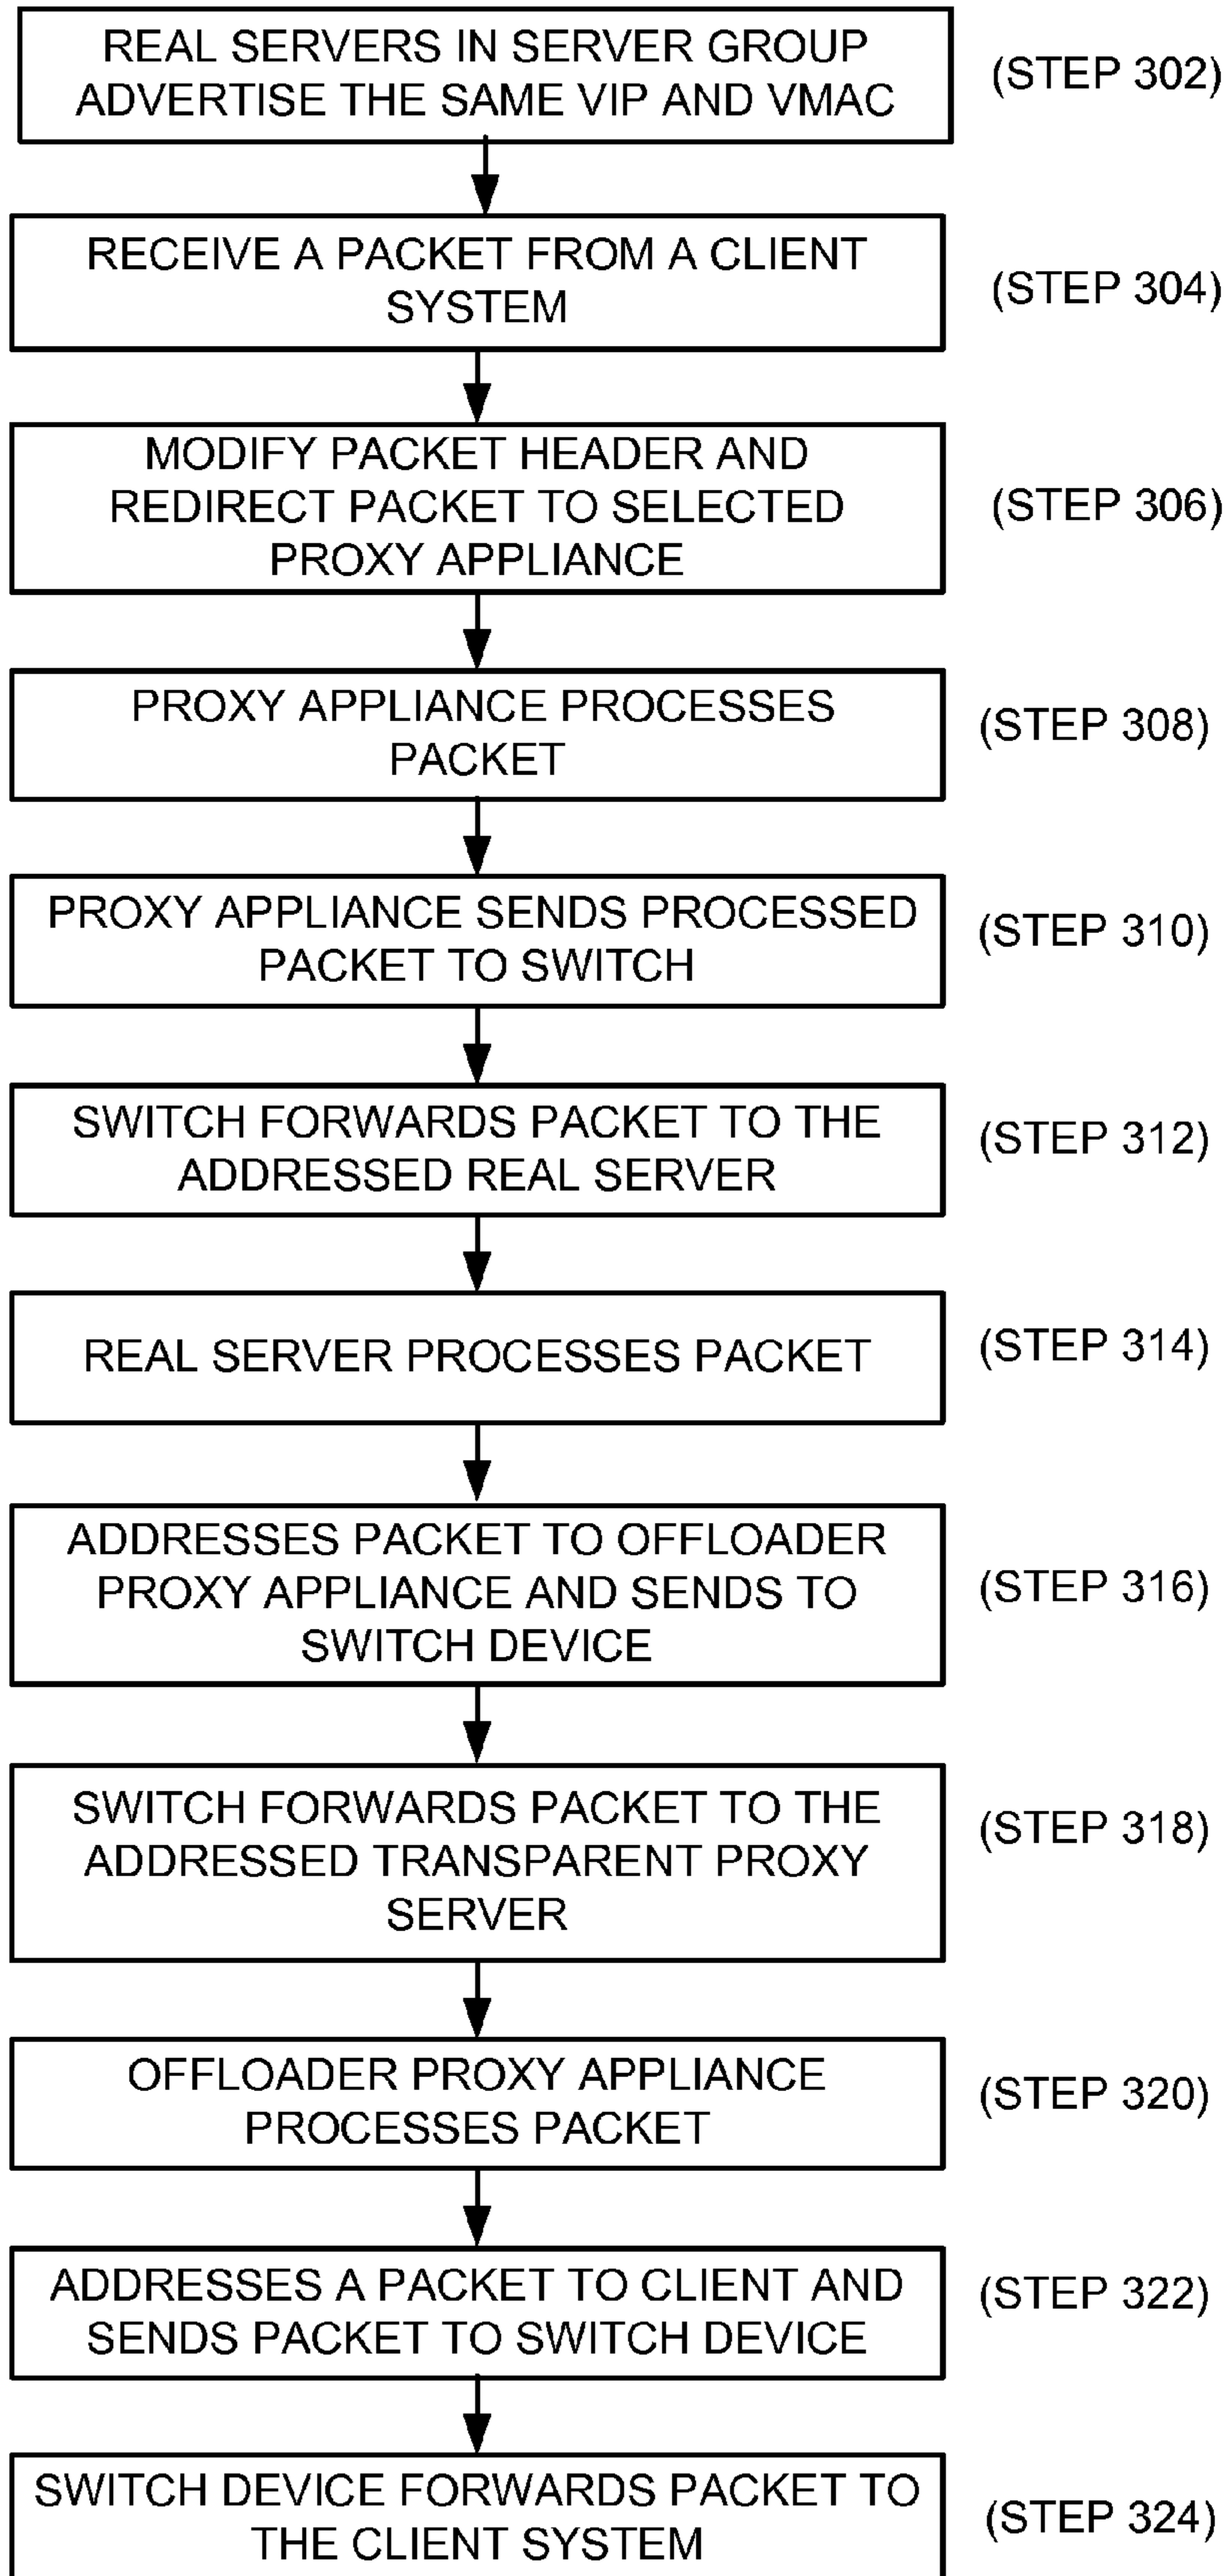 REAL SERVERS IN SERVER GROUP
ADVERTISE THE SAME VIP AND VMAC
(STEP 302)
RECEIVE A PACKET FROM A CLIENT
SYSTEM
(STEP 304)
MODIFY PACKET HEADER AND
REDIRECT PACKET TO SELECTED
PROXY APPLIANCE
(STEP 306)
PROXY APPLIANCE PROCESSES
PACKET
(STEP 308)
PROXY APPLIANCE SENDS PROCESSED
PACKET TO SWITCH
(STEP 310)
SWITCH FORWARDS PACKET TO THE
ADDRESSED REAL SERVER
(STEP 312)
REAL SERVER PROCESSES PACKET
(STEP 314)
ADDRESSES PACKET TO OFFLOADER
PROXY APPLIANCE AND SENDS TO
SWITCH DEVICE
(STEP 316)
SWITCH FORWARDS PACKET TO THE
ADDRESSED TRANSPARENT PROXY
SERVER
(STEP 318)
OFFLOADER PROXY APPLIANCE
PROCESSES PACKET
(STEP 320)
ADDRESSES A PACKET TO CLIENT AND
SENDS PACKET TO SWITCH DEVICE
(STEP 322)
SWITCH DEVICE FORWARDS PACKET TO
THE CLIENT SYSTEM
(STEP 324)